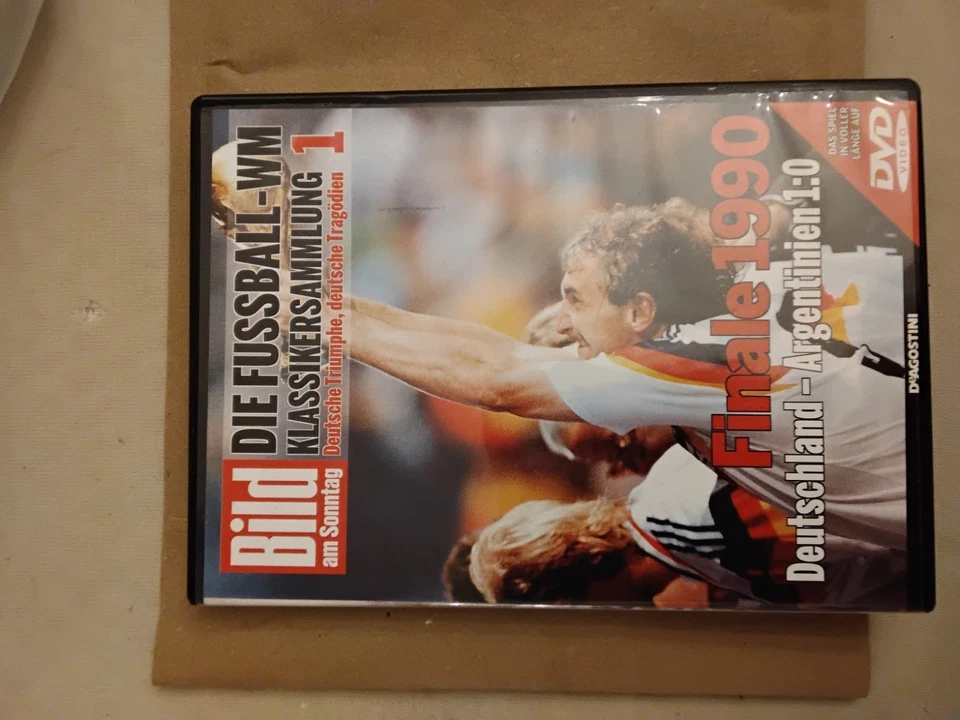 Bild
am Sonntag
DIE FUSSBALL-WM
KLASSIKERSAMMLUNG
Deutsche Triumphe, deutsche Tragödien
1
Finale 1990
Deutschland - Argentinien 1:0
DAS SPIEL
IN VOLLER
LÄNGE AUF
DVD
VIDEO
DeAGOSTINI